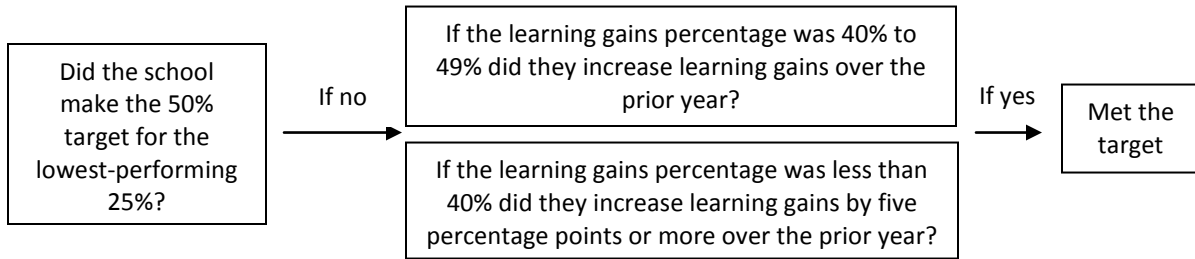 Did the school
make the 50%
target for the
lowest-performing
25%?
If no
If the learning gains percentage was 40% to
49% did they increase learning gains over the
prior year?
If the learning gains percentage was less than
40% did they increase learning gains by five
percentage points or more over the prior year?
If yes
Met the
target